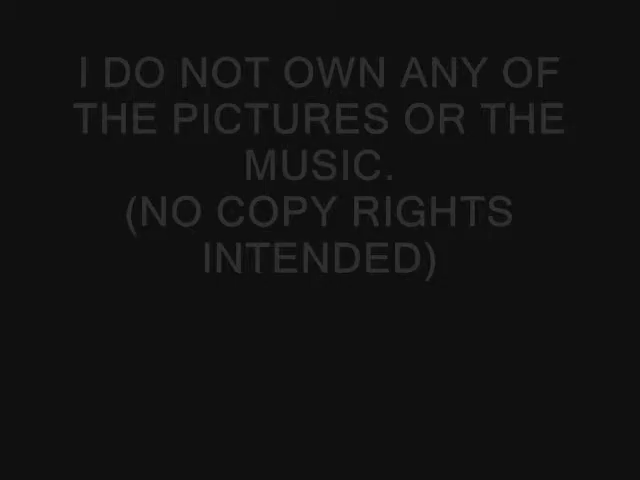 I DO NOT OWN ANY OF
THE PICTURES OR THE
MUSIC.
(NO COPY RIGHTS
INTENDED)